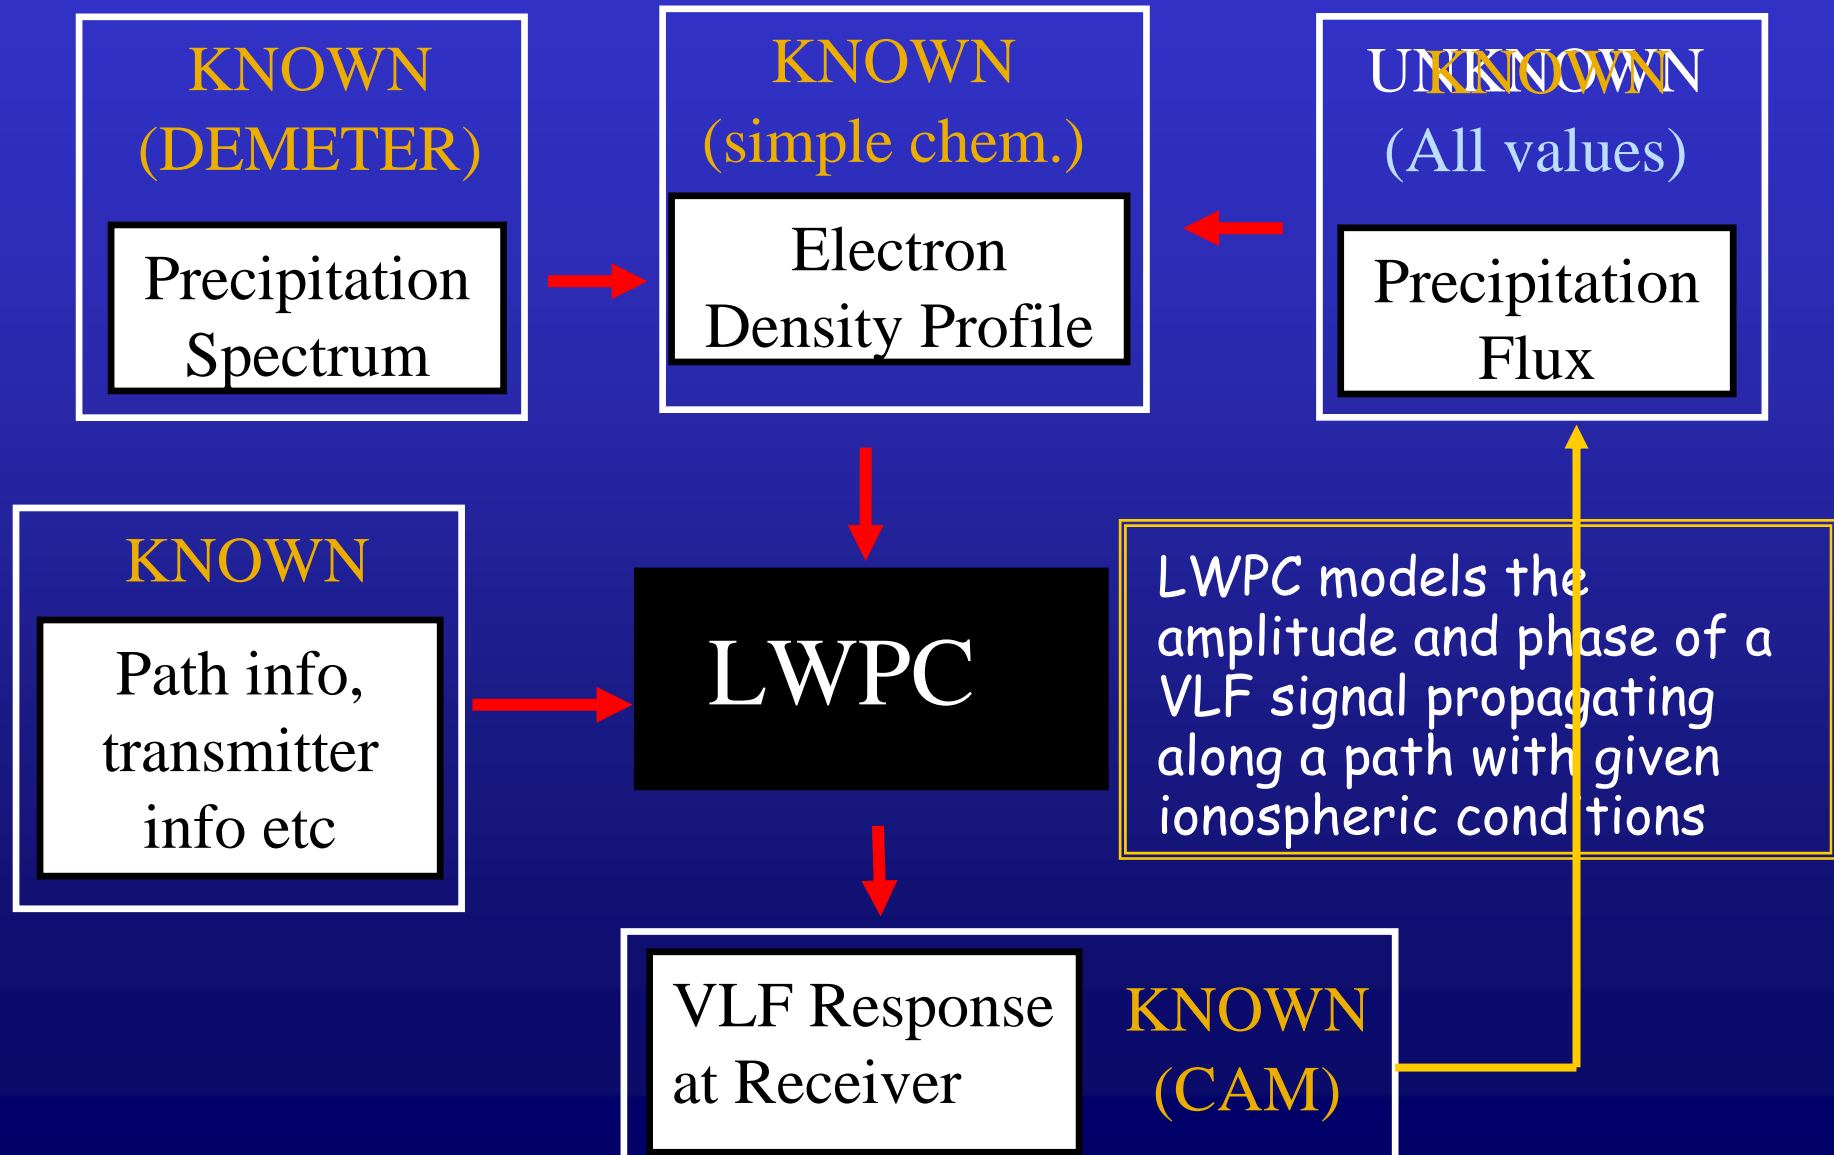 KNOWN
(DEMETER)
Precipitation
Spectrum
KNOWN
(simple chem.)
Electron
Density Profile
UNKNOWN
KNOWN
(All values)
Precipitation
Flux
KNOWN
Path info,
transmitter
info etc
LWPC
LWPC models the
amplitude and phase of a
VLF signal propagating
along a path with given
ionospheric conditions
VLF Response
at Receiver
KNOWN
(CAM)